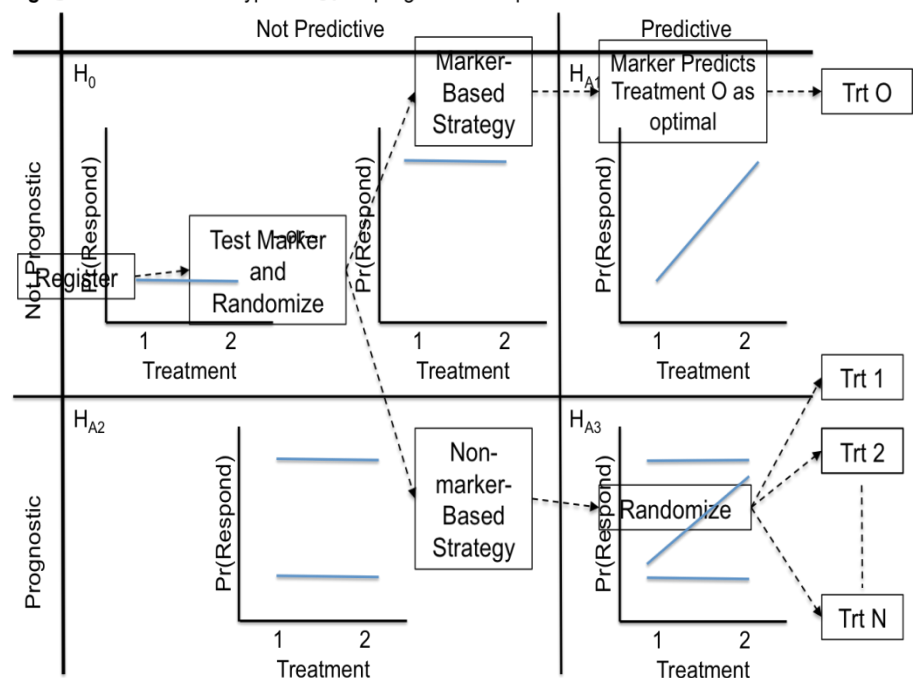 Not Predictive
Predictive
H0
Marker-
Based
Strategy
HA1
Marker Predicts
Treatment O as
optimal
Trt O
Not Prognostic
Pr(Respond)
--or--
Pr(Respond)
Pr(Respond)
Register
Test Marker
and
Randomize
1 2
Treatment
1 2
Treatment
1 2
Treatment
Trt 1
HA2
HA3
Prognostic
Pr(Respond)
Non-
marker-
Based
Strategy
Pr(Respond)
Randomize
Trt 2
Trt N
1 2
Treatment
1 2
Treatment